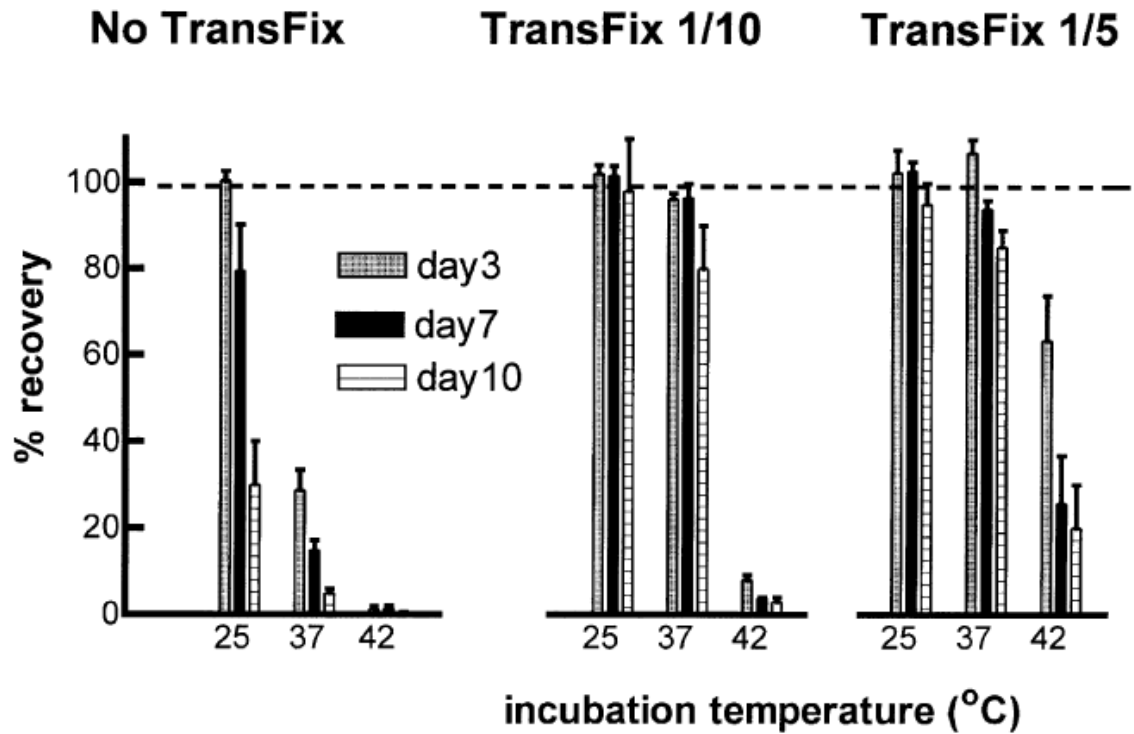 No TransFix TransFix 1/10 TransFix 1/5
% recovery
100
80
60
40
20
0
day3
day7
day10
25 37 42 25 37 42 25 37 42
incubation temperature (°C)